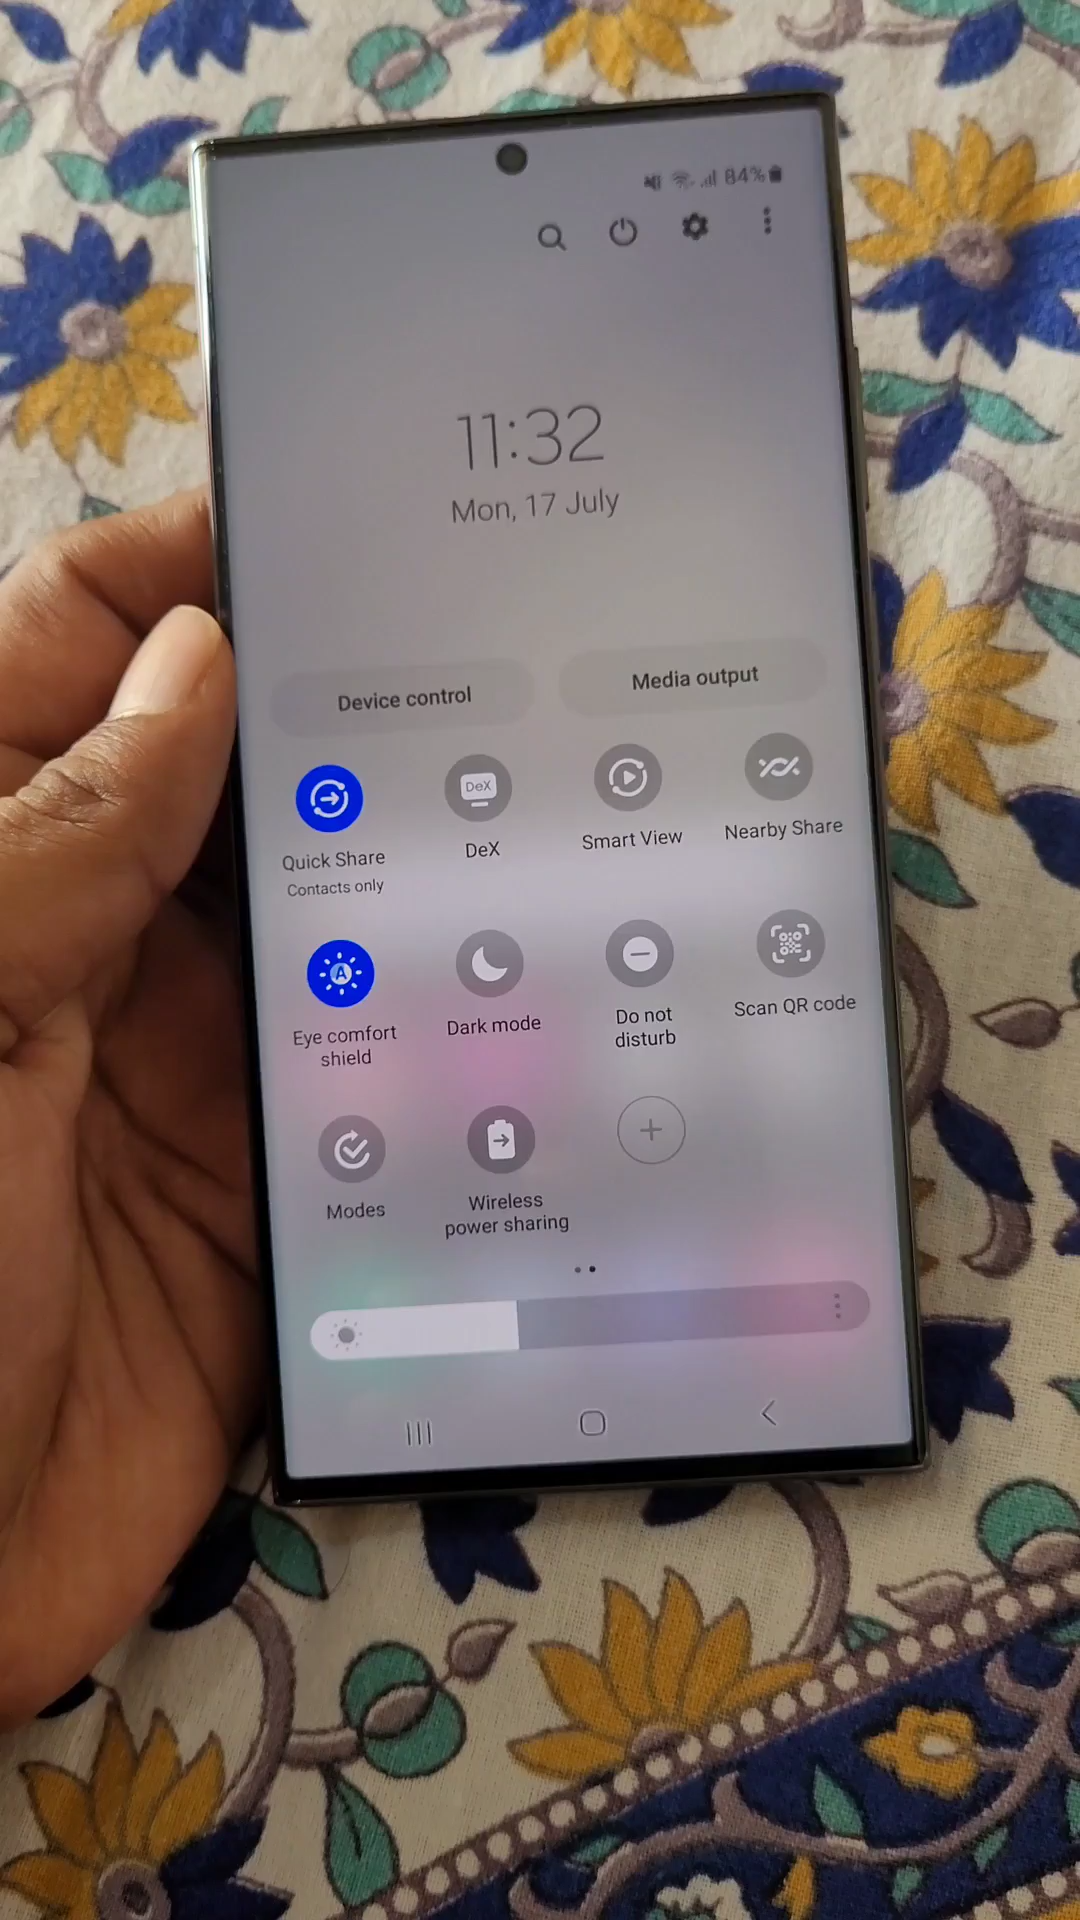 84%
11:32
Mon, 17 July
Device control
Media output
DeX
Quick Share
Contacts only
DeX
Smart View
Nearby Share
A
Eye comfort
shield
Dark mode
Do not
disturb
Scan QR code
Modes
Wireless
power sharing